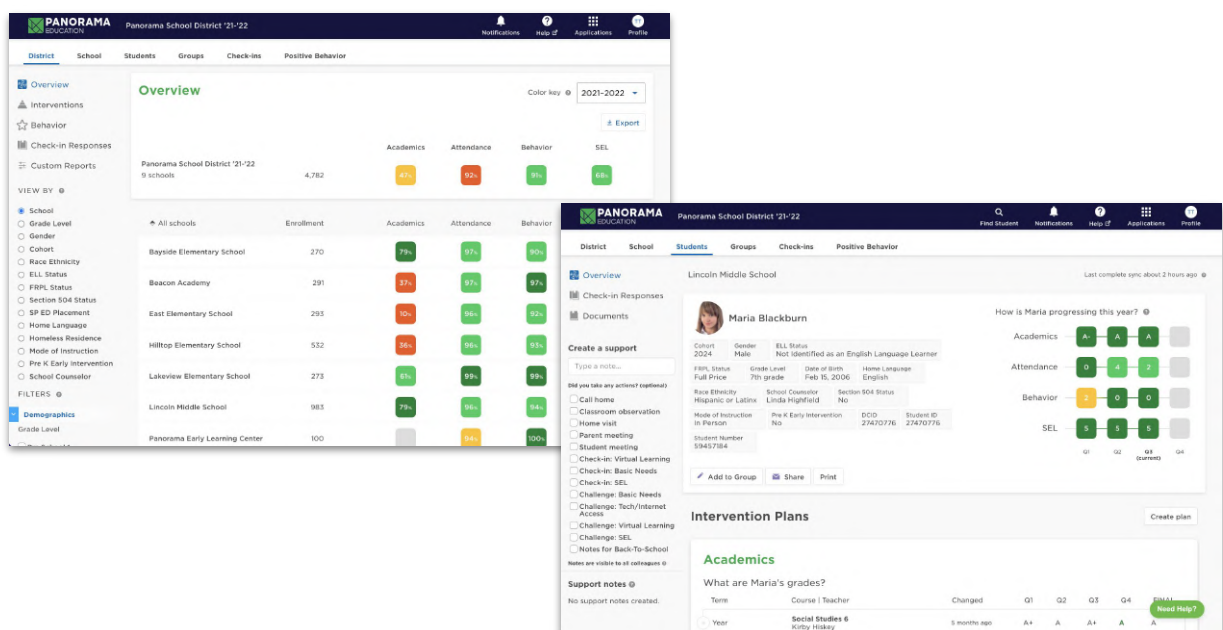 PANORAMA
EDUCATION
Panorama School District '21-'22
Notifications
Help
Applications
Profile
District School Students Groups Check-ins Positive Behavior
Overview
Interventions
Behavior
Check-in Responses
Custom Reports
VIEW BY
School
Grade Level
Gender
Cohort
Race Ethnicity
ELL Status
FRPL Status
Section 504 Status
SP ED Placement
Home Language
Homeless Residence
Mode of Instruction
Pre K Early Intervention
School Counselor
FILTERS
Demographics
Grade Level
Overview
Color key 2021-2022
Export
Academics Attendance Behavior SEL
Panorama School District '21-'22
9 schools 4,782 47% 92% 91% 68%
All schools Enrollment Academics Attendance Behavior
Bayside Elementary School 270 79% 97% 90%
Beacon Academy 291 37% 97% 97%
East Elementary School 293 10% 96% 92%
Hilltop Elementary School 532 36% 96% 93%
Lakeview Elementary School 273 61% 99% 99%
Lincoln Middle School 983 79% 96% 94%
Panorama Early Learning Center 100 94% 100%
PANORAMA
EDUCATION
Panorama School District '21-'22
Find Student
Notifications
Help
Applications
Profile
District School Students Groups Check-ins Positive Behavior
Overview
Check-in Responses
Documents
Create a support
Type a note...
Did you take any actions? (optional)
Call home
Classroom observation
Home visit
Parent meeting
Student meeting
Check-in: Virtual Learning
Check-in: Basic Needs
Check-in: SEL
Challenge: Basic Needs
Challenge: Tech/Internet
Access
Challenge: Virtual Learning
Challenge: SEL
Notes for Back-To-School
Notes are visible to all colleagues
Support notes
No support notes created.
Lincoln Middle School
Last complete sync about 2 hours ago
Maria Blackburn
Cohort Gender ELL Status
2024 Male Not identified as an English Language Learner
FRPL Status Grade Level Date of Birth Home Language
Full Price 7th grade Feb 15, 2006 English
Race Ethnicity School Counselor Section 504 Status
Hispanic or Latinx Linda Highfield No
Mode of Instruction Pre K Early Intervention DCID Student ID
In Person No 27470776 27470776
Student Number
59457184
Add to Group Share Print
How is Maria progressing this year?
Academics A- A A
Attendance 0 4 2
Behavior 2 0 0
SEL 5 5 5
Q1 Q2 Q3 Q4
(current)
Intervention Plans
Create plan
Academics
What are Maria's grades?
Term Course | Teacher Changed Q1 Q2 Q3 Q4
Need Help?
Year Social Studies 6 5 months ago A+ A A+ A A
Kirby Hiskey